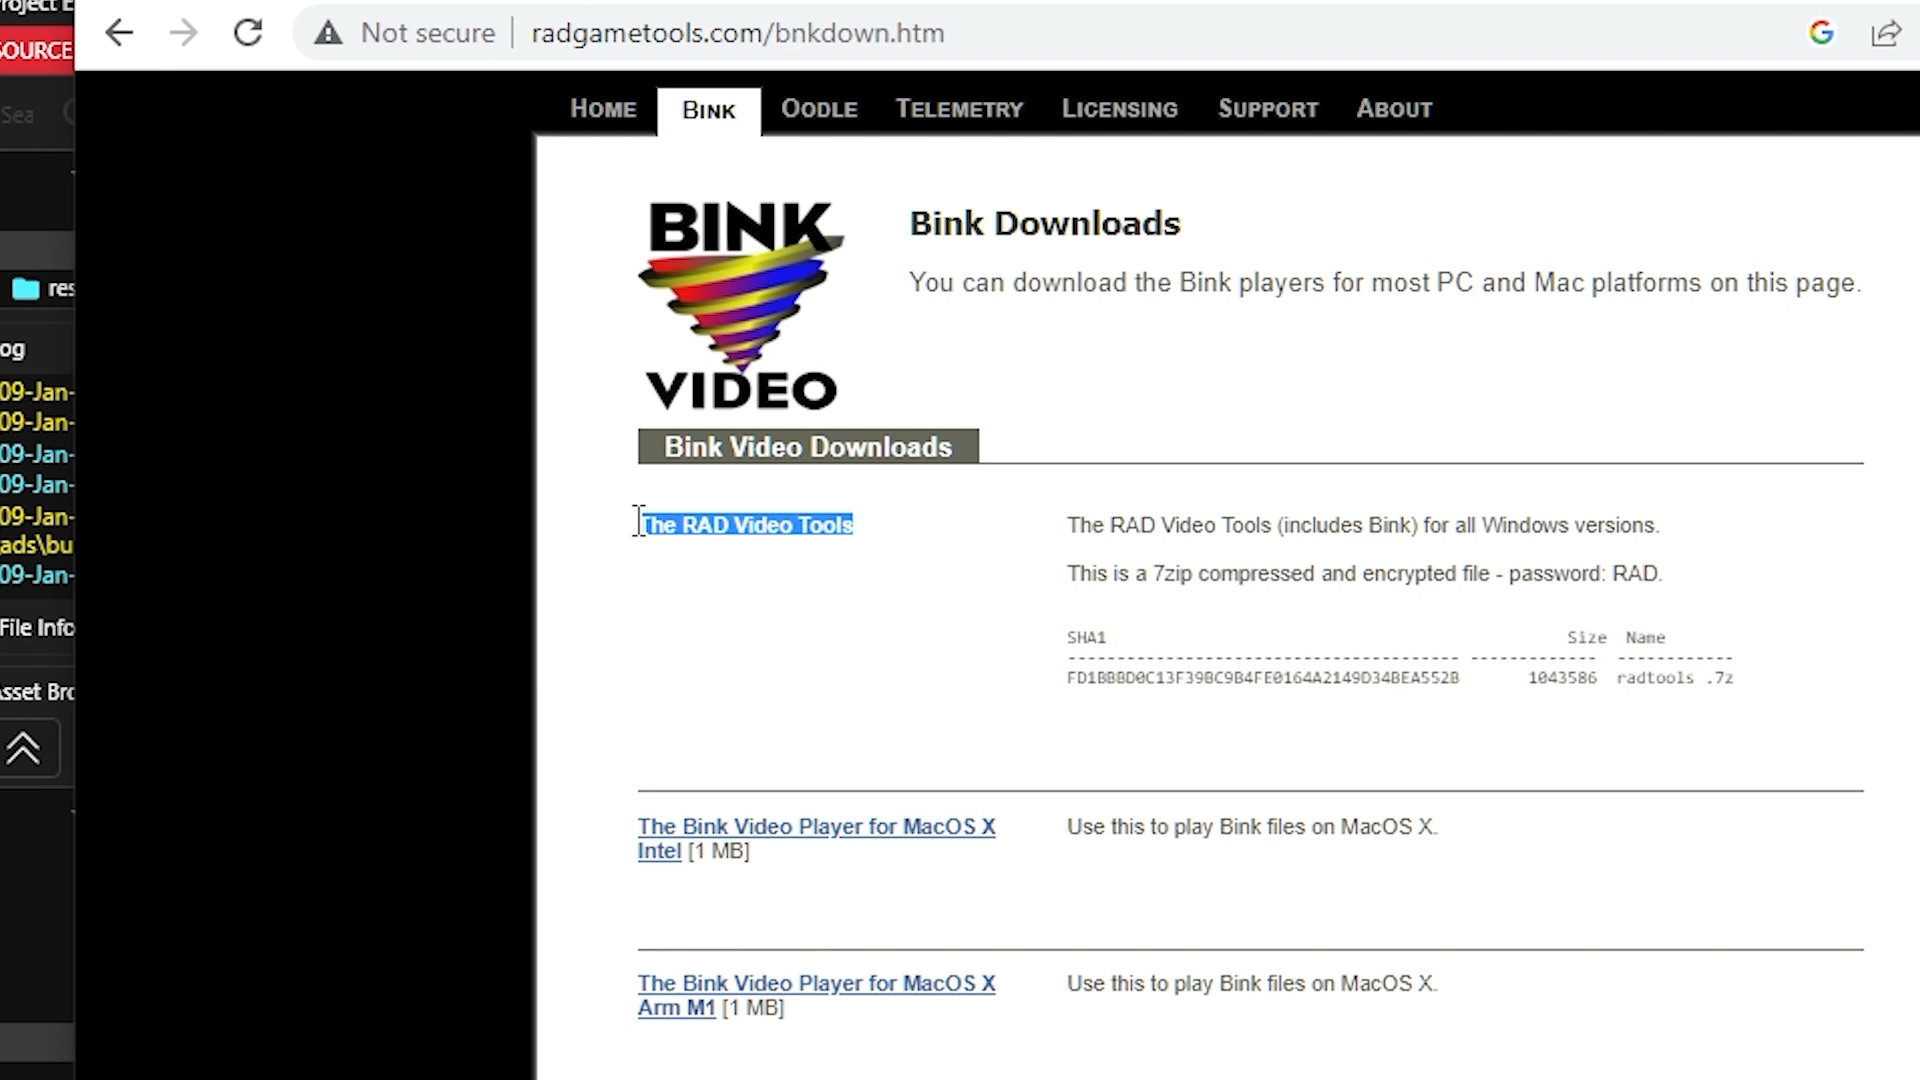 Project E
Not secure
radgametools.com/bnkdown.htm
SOURCE
HOME
BINK
OODLE
TELEMETRY
LICENSING
SUPPORT
ABOUT
Sea
BINK
VIDEO
Bink Downloads
You can download the Bink players for most PC and Mac platforms on this page.
res
og
09-Jan-
09-Jan-
09-Jan-
09-Jan-
09-Jan-
ads\bu
09-Jan-
File Info
Asset Bro
Bink Video Downloads
The RAD Video Tools
The RAD Video Tools (includes Bink) for all Windows versions.
This is a 7zip compressed and encrypted file - password: RAD.
SHA1 Size Name
---------------------------------------- ------------- ------------
FD1BBBD0C13F39BC9B4FE0164A2149D34BEA552B 1043586 radtools .7z
The Bink Video Player for MacOS X
Intel [1 MB]
Use this to play Bink files on MacOS X.
The Bink Video Player for MacOS X
Arm M1 [1 MB]
Use this to play Bink files on MacOS X.